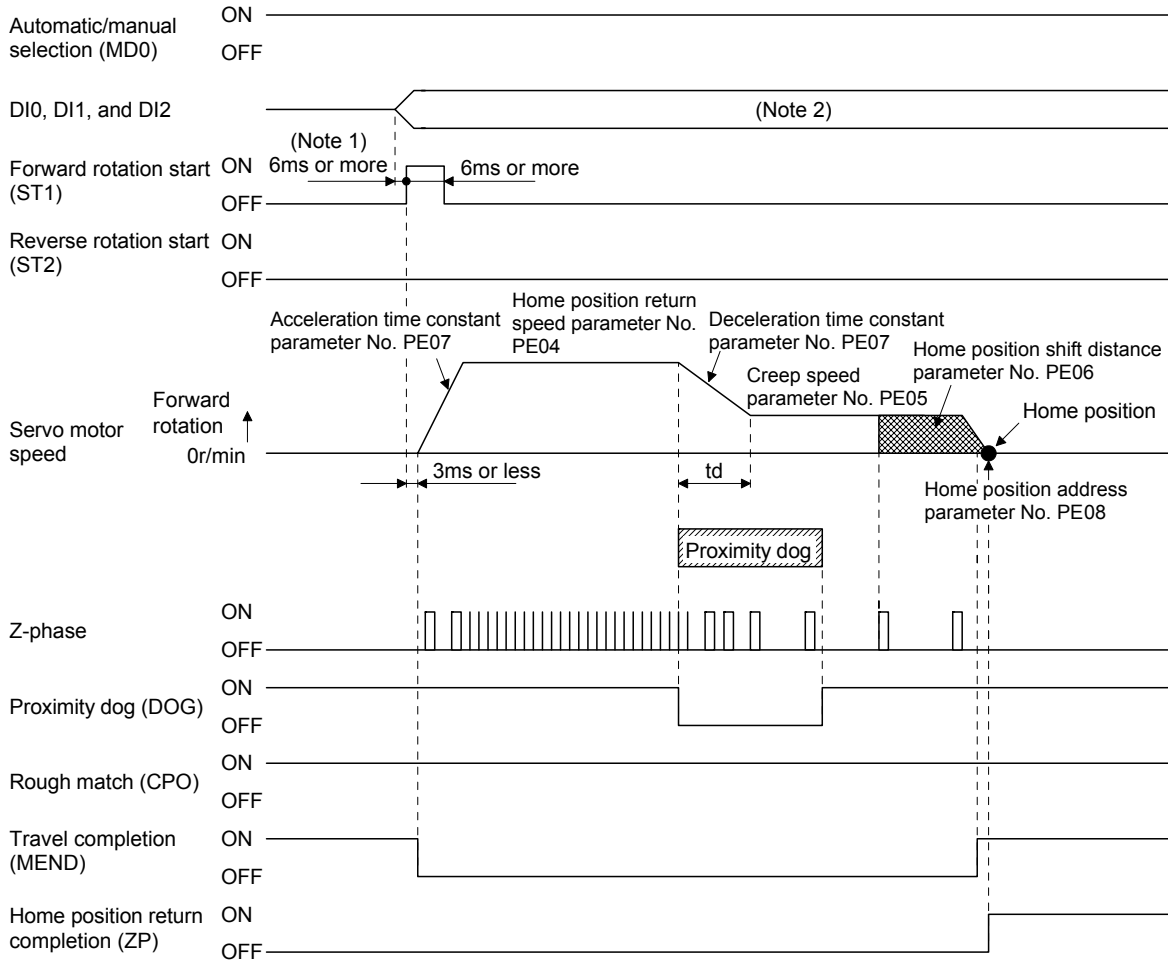 Automatic/manual
selection (MD0)
ON
OFF
DI0, DI1, and DI2
(Note 2)
(Note 1)
6ms or more
6ms or more
Forward rotation start
(ST1)
ON
OFF
Reverse rotation start
(ST2)
ON
OFF
Acceleration time constant
parameter No. PE07
Home position return
speed parameter No.
PE04
Deceleration time constant
parameter No. PE07
Home position shift distance
parameter No. PE06
Creep speed
parameter No. PE05
Home position
Servo motor
speed
Forward
rotation
0r/min
3ms or less
td
Home position address
parameter No. PE08
Proximity dog
Z-phase
ON
OFF
Proximity dog (DOG)
ON
OFF
Rough match (CPO)
ON
OFF
Travel completion
(MEND)
ON
OFF
Home position return
completion (ZP)
ON
OFF